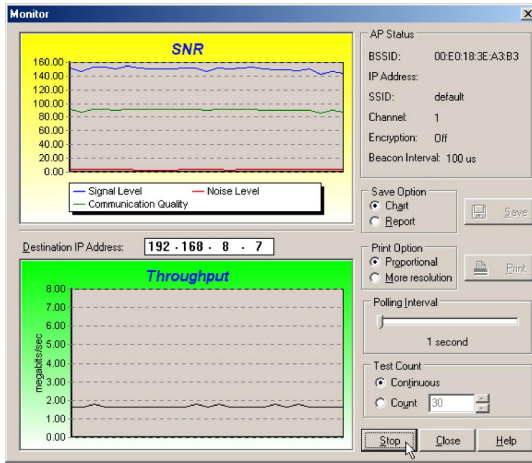 Monitor
SNR
160.00
140.00
120.00
100.00
80.00
60.00
40.00
20.00
0.00
Signal Level
Noise Level
Communication Quality
Destination IP Address: 192 . 168 . 8 . 7
Throughput
megabits/sec
8.00
7.00
6.00
5.00
4.00
3.00
2.00
1.00
0.00
AP Status
BSSID: 00:E0:18:3E:A3:B3
IP Address:
SSID: default
Channel: 1
Encryption: Off
Beacon Interval: 100 us
Save Option
Chart
Report
Save
Print Option
Proportional
More resolution
Print
Polling Interval
1 second
Test Count
Continuous
Count 30
Stop
Close
Help